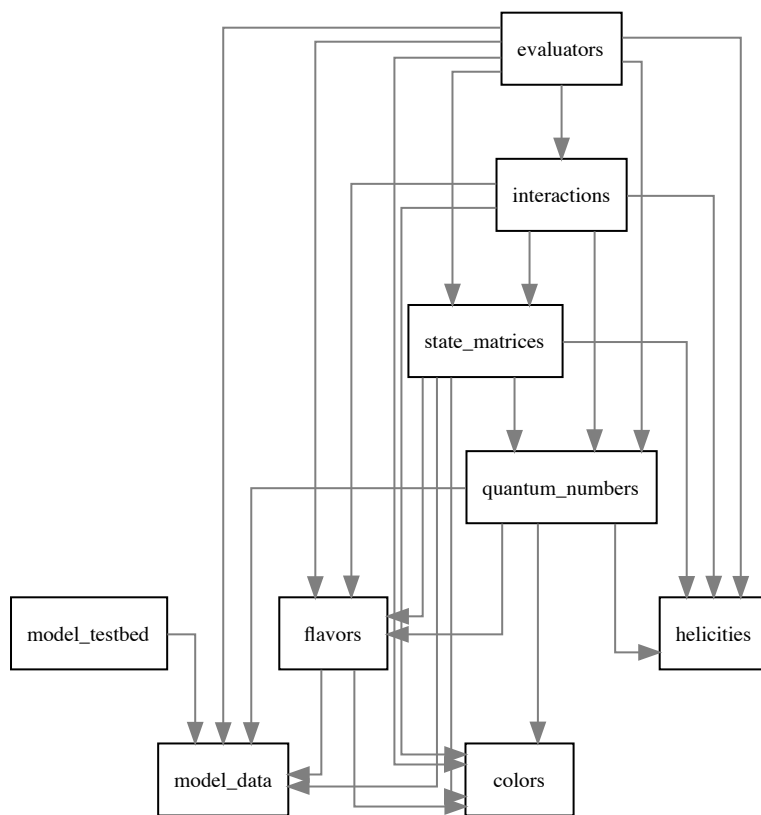 evaluators
interactions
state_matrices
quantum_numbers
model_testbed
flavors
helicities
model_data
colors